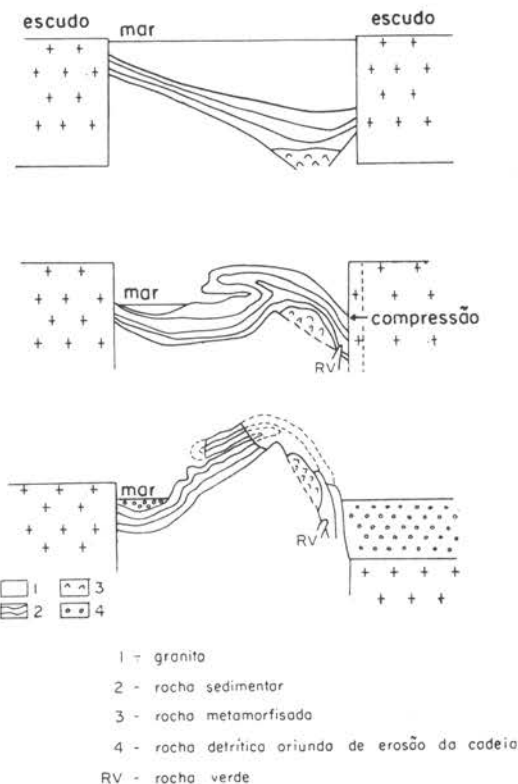 escudo
escudo
mar
mar
compressão
RV
mar
RV
1
3
2
4
1 - granito
2 - rocha sedimentar
3 - rocha metamorfisada
4 - rocha detrítica oriunda de erosão da cadeia
RV - rocha verde